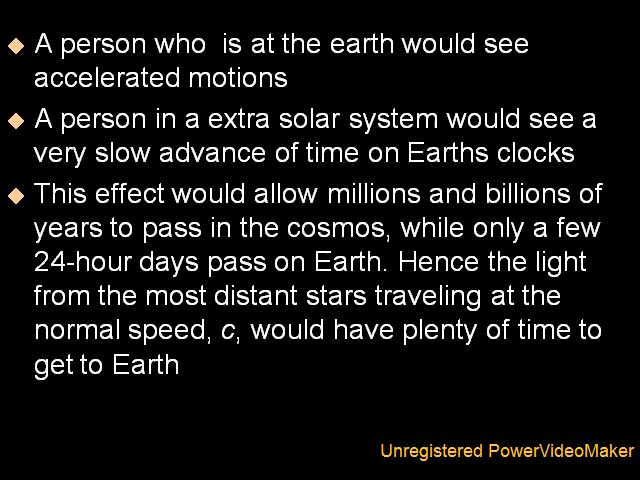 A person who  is at the earth would see
accelerated motions
A person in a extra solar system would see a
very slow advance of time on Earths clocks
This effect would allow millions and billions of
years to pass in the cosmos, while only a few
24-hour days pass on Earth. Hence the light
from the most distant stars traveling at the
normal speed, c, would have plenty of time to
get to Earth
Unregistered PowerVideoMaker